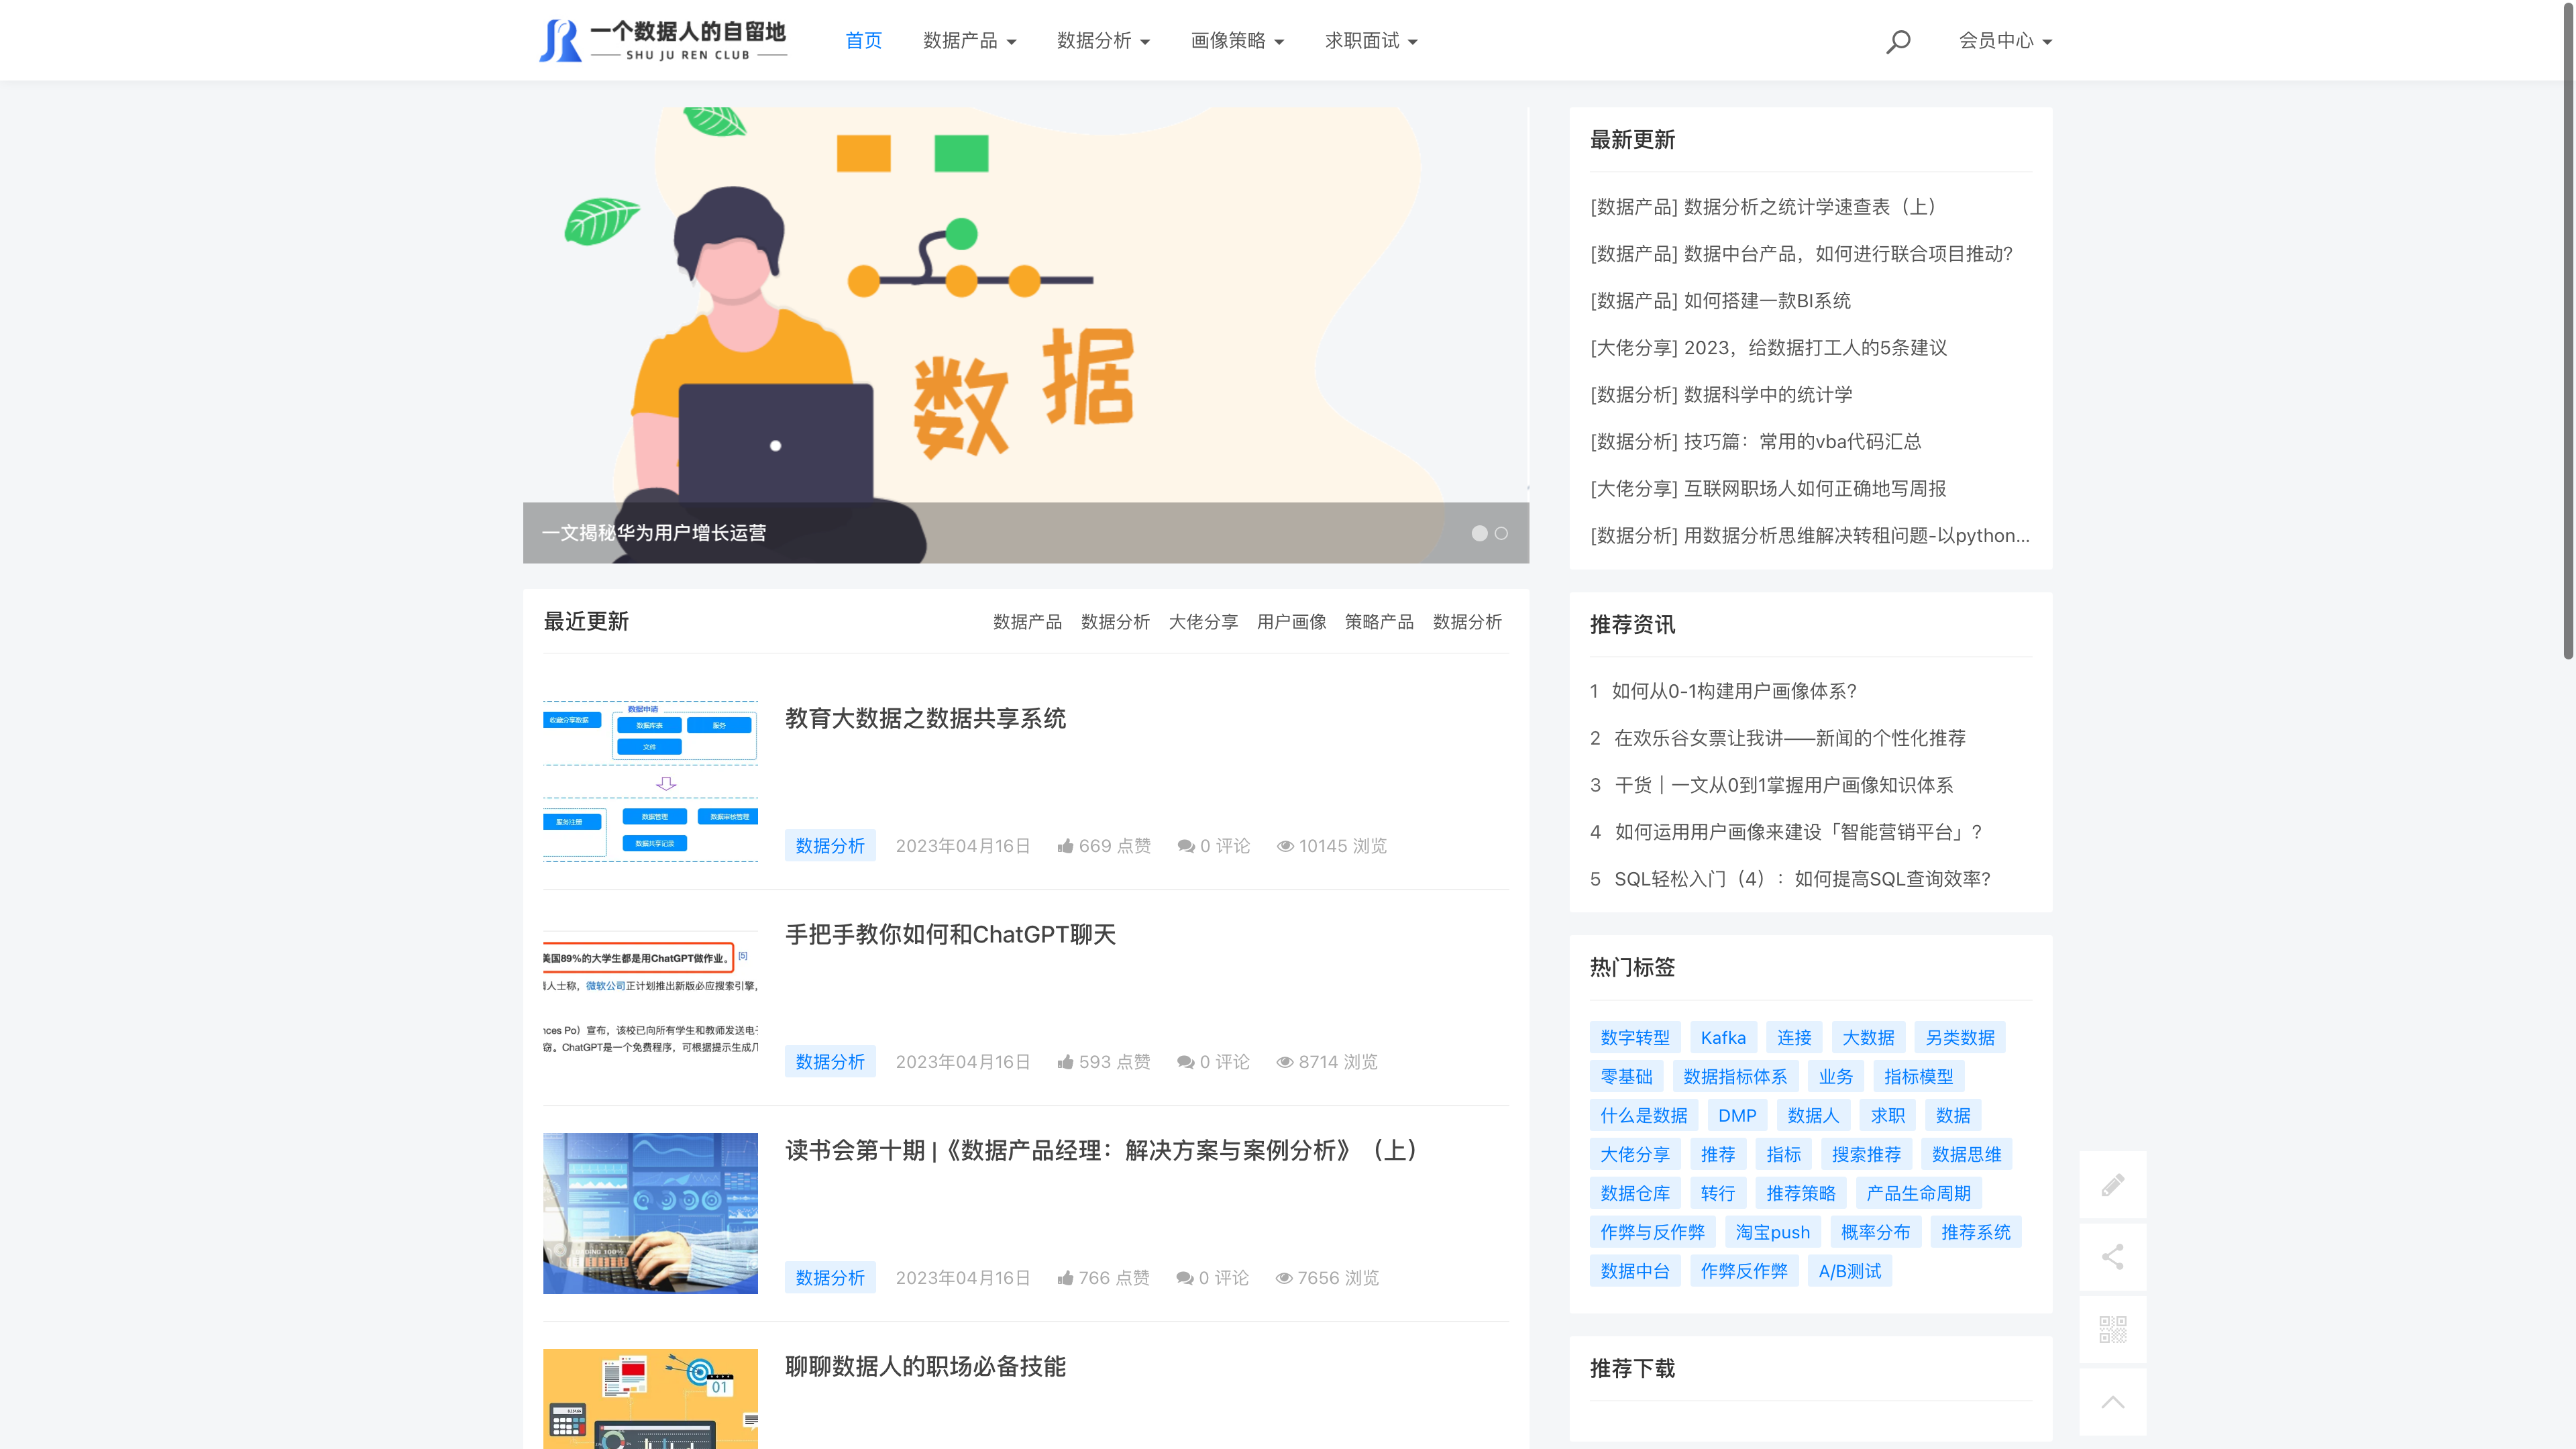 一个数据人的自留地
SHU JU REN CLUB
首页 数据产品 数据分析 画像策略 求职面试 会员中心
数据
一文揭秘华为用户增长运营
最近更新 数据产品 数据分析 大佬分享 用户画像 策略产品 数据分析
数据申请
收藏分享数据 数据库表 服务
文件
服务注册 数据管理 数据审核管理
数据共享记录
教育大数据之数据共享系统
数据分析 2023年04月16日 669 点赞 0 评论 10145 浏览
美国89%的大学生都是用ChatGPT做作业。 [5]
人士称，微软公司正计划推出新版必应搜索引擎，
nces Po）宣布，该校已向所有学生和教师发送电子
窃。ChatGPT是一个免费程序，可根据提示生成几
手把手教你如何和ChatGPT聊天
数据分析 2023年04月16日 593 点赞 0 评论 8714 浏览
读书会第十期 |《数据产品经理：解决方案与案例分析》（上）
数据分析 2023年04月16日 766 点赞 0 评论 7656 浏览
01
聊聊数据人的职场必备技能
最新更新
[数据产品] 数据分析之统计学速查表（上）
[数据产品] 数据中台产品，如何进行联合项目推动？
[数据产品] 如何搭建一款BI系统
[大佬分享] 2023，给数据打工人的5条建议
[数据分析] 数据科学中的统计学
[数据分析] 技巧篇：常用的vba代码汇总
[大佬分享] 互联网职场人如何正确地写周报
[数据分析] 用数据分析思维解决转租问题-以python...
推荐资讯
1 如何从0-1构建用户画像体系？
2 在欢乐谷女票让我讲——新闻的个性化推荐
3 干货｜一文从0到1掌握用户画像知识体系
4 如何运用用户画像来建设「智能营销平台」？
5 SQL轻松入门（4）：如何提高SQL查询效率？
热门标签
数字转型 Kafka 连接 大数据 另类数据
零基础 数据指标体系 业务 指标模型
什么是数据 DMP 数据人 求职 数据
大佬分享 推荐 指标 搜索推荐 数据思维
数据仓库 转行 推荐策略 产品生命周期
作弊与反作弊 淘宝push 概率分布 推荐系统
数据中台 作弊反作弊 A/B测试
推荐下载